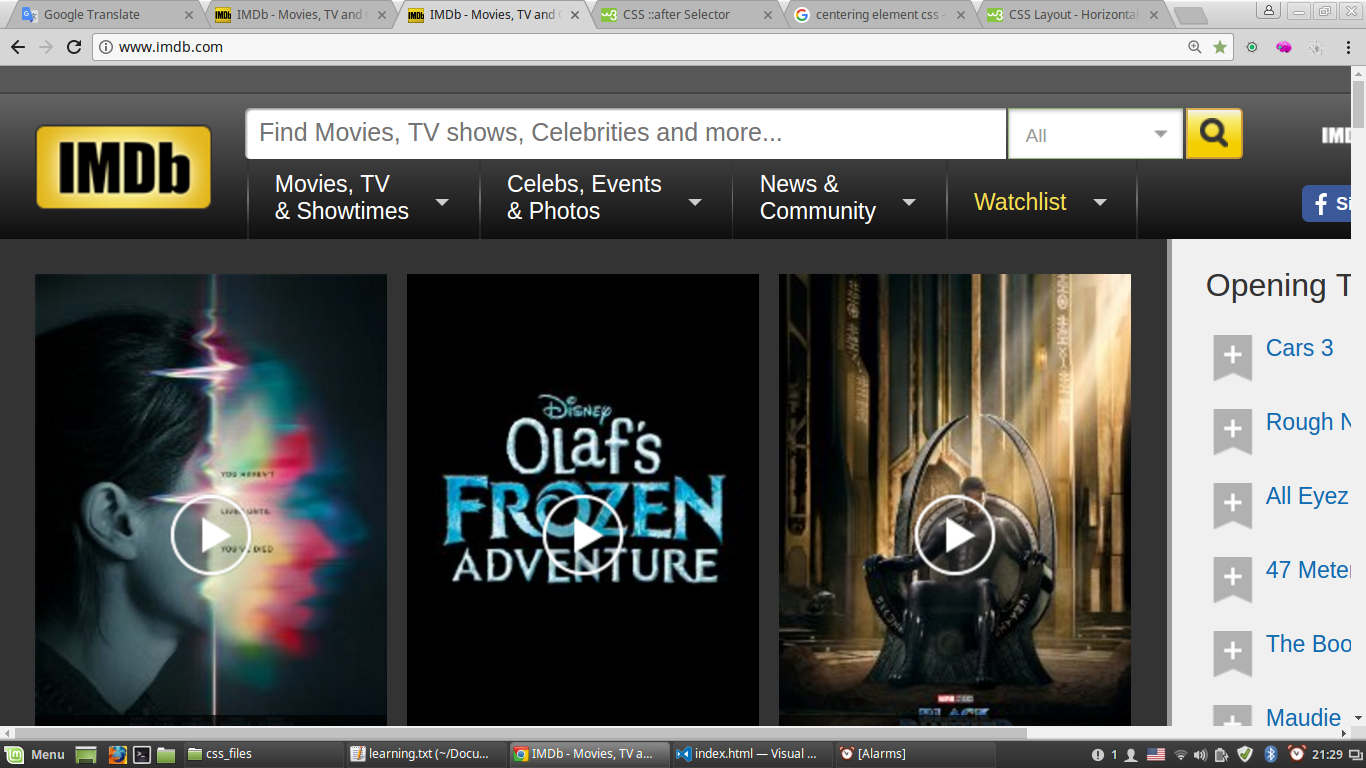 Google Translate
IMDb - Movies, TV and
IMDb - Movies, TV and
CSS ::after Selector
centering element css -
CSS Layout - Horizontal
www.imdb.com
IMDb
Find Movies, TV shows, Celebrities and more...
All
IMD
Movies, TV
& Showtimes
Celebs, Events
& Photos
News &
Community
Watchlist
f Si
YOU HAVEN'T
LIVED UNTIL
YOU'VE DIED
DISNEY
OLAF'S
FROZEN
ADVENTURE
MARVEL STUDIOS
BLACK
Opening T
Cars 3
Rough N
All Eyez
47 Meter
The Boo
Maudie
Menu
css_files
learning.txt (~/Docu...
IMDb - Movies, TV a...
index.html — Visual ...
[Alarms]
1
21:29